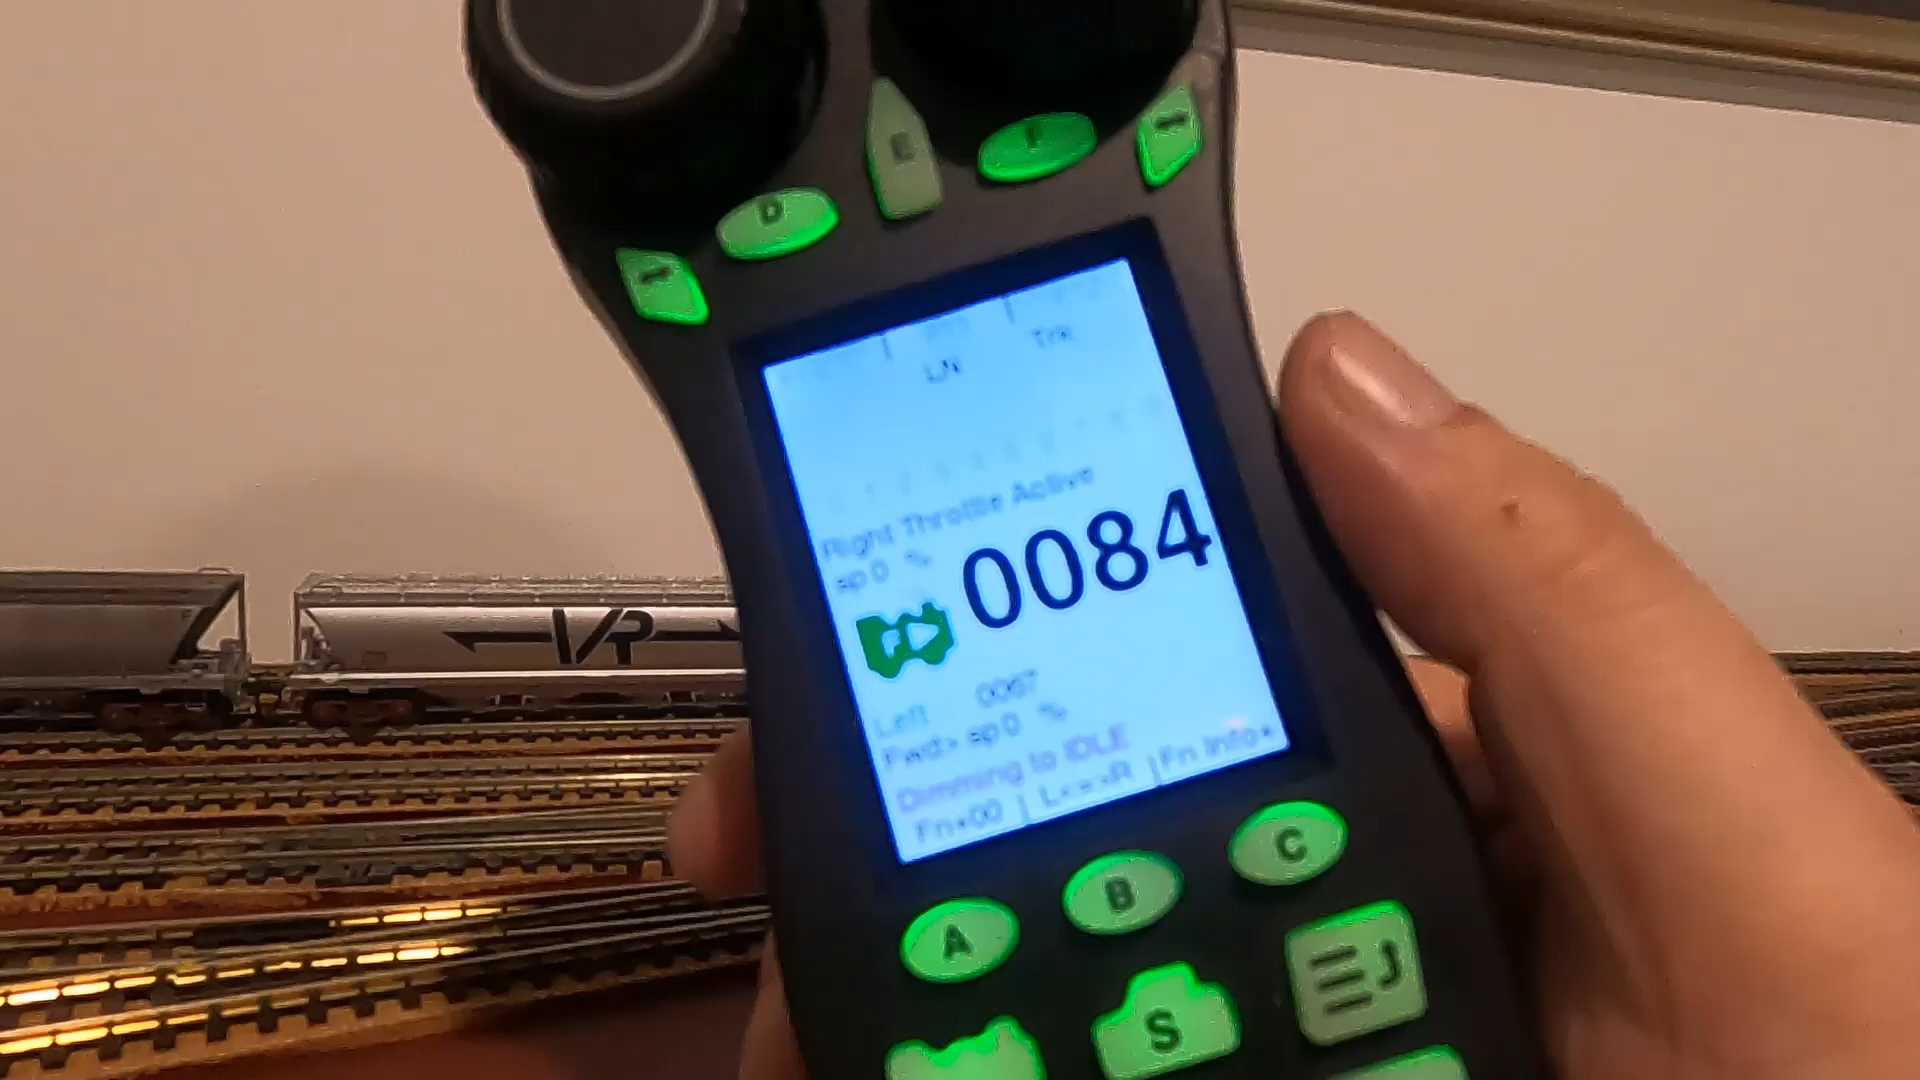 E
F
D
LN
Trk
Right Throttle Active
sp 0 %
0084
Left 0067
Fwd> sp 0 %
Dimming to IDLE
Fn+00 | L<=>R | Fn Info+
VR
A
B
C
S
J